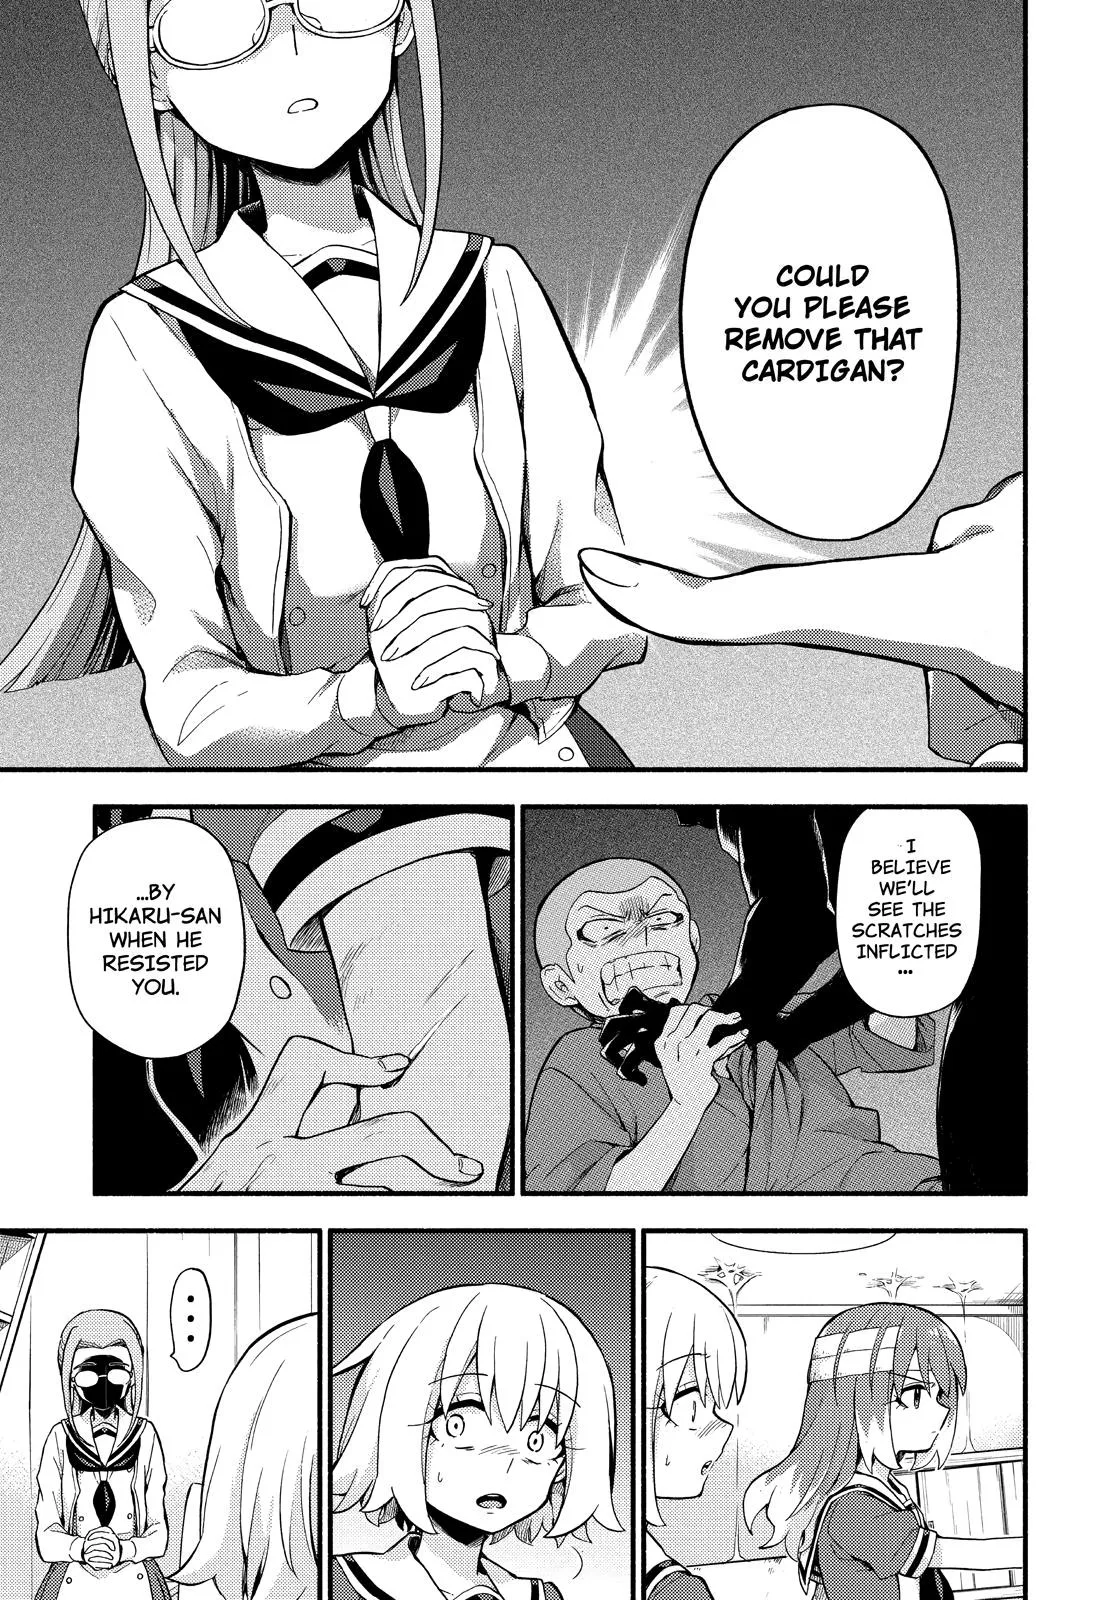 COULD
YOU PLEASE
REMOVE THAT
CARDIGAN?
I
BELIEVE
WE'LL
SEE THE
SCRATCHES
INFLICTED
...
...BY
HIKARU-SAN
WHEN HE
RESISTED
YOU.
...